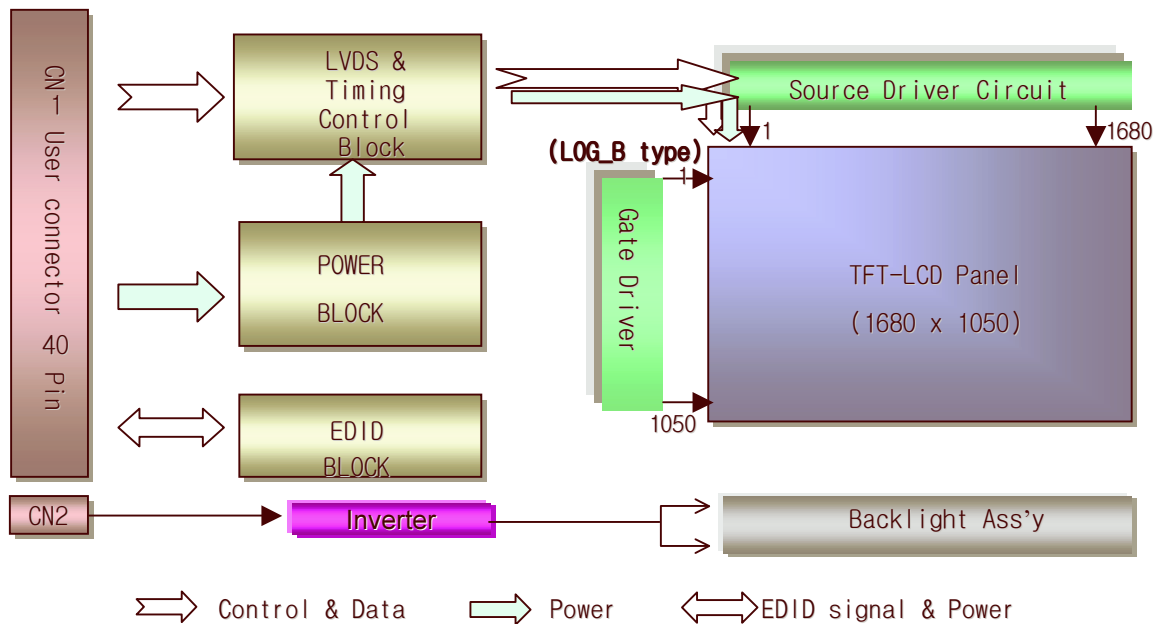 CN-1 User connector 40 Pin
LVDS &
Timing
Control
Block
POWER
BLOCK
EDID
BLOCK
Source Driver Circuit
1
1680
(LOG_B type)
1
Gate Driver
1050
TFT-LCD Panel
(1680 x 1050)
CN2
Inverter
Backlight Ass'y
Control & Data
Power
EDID signal & Power